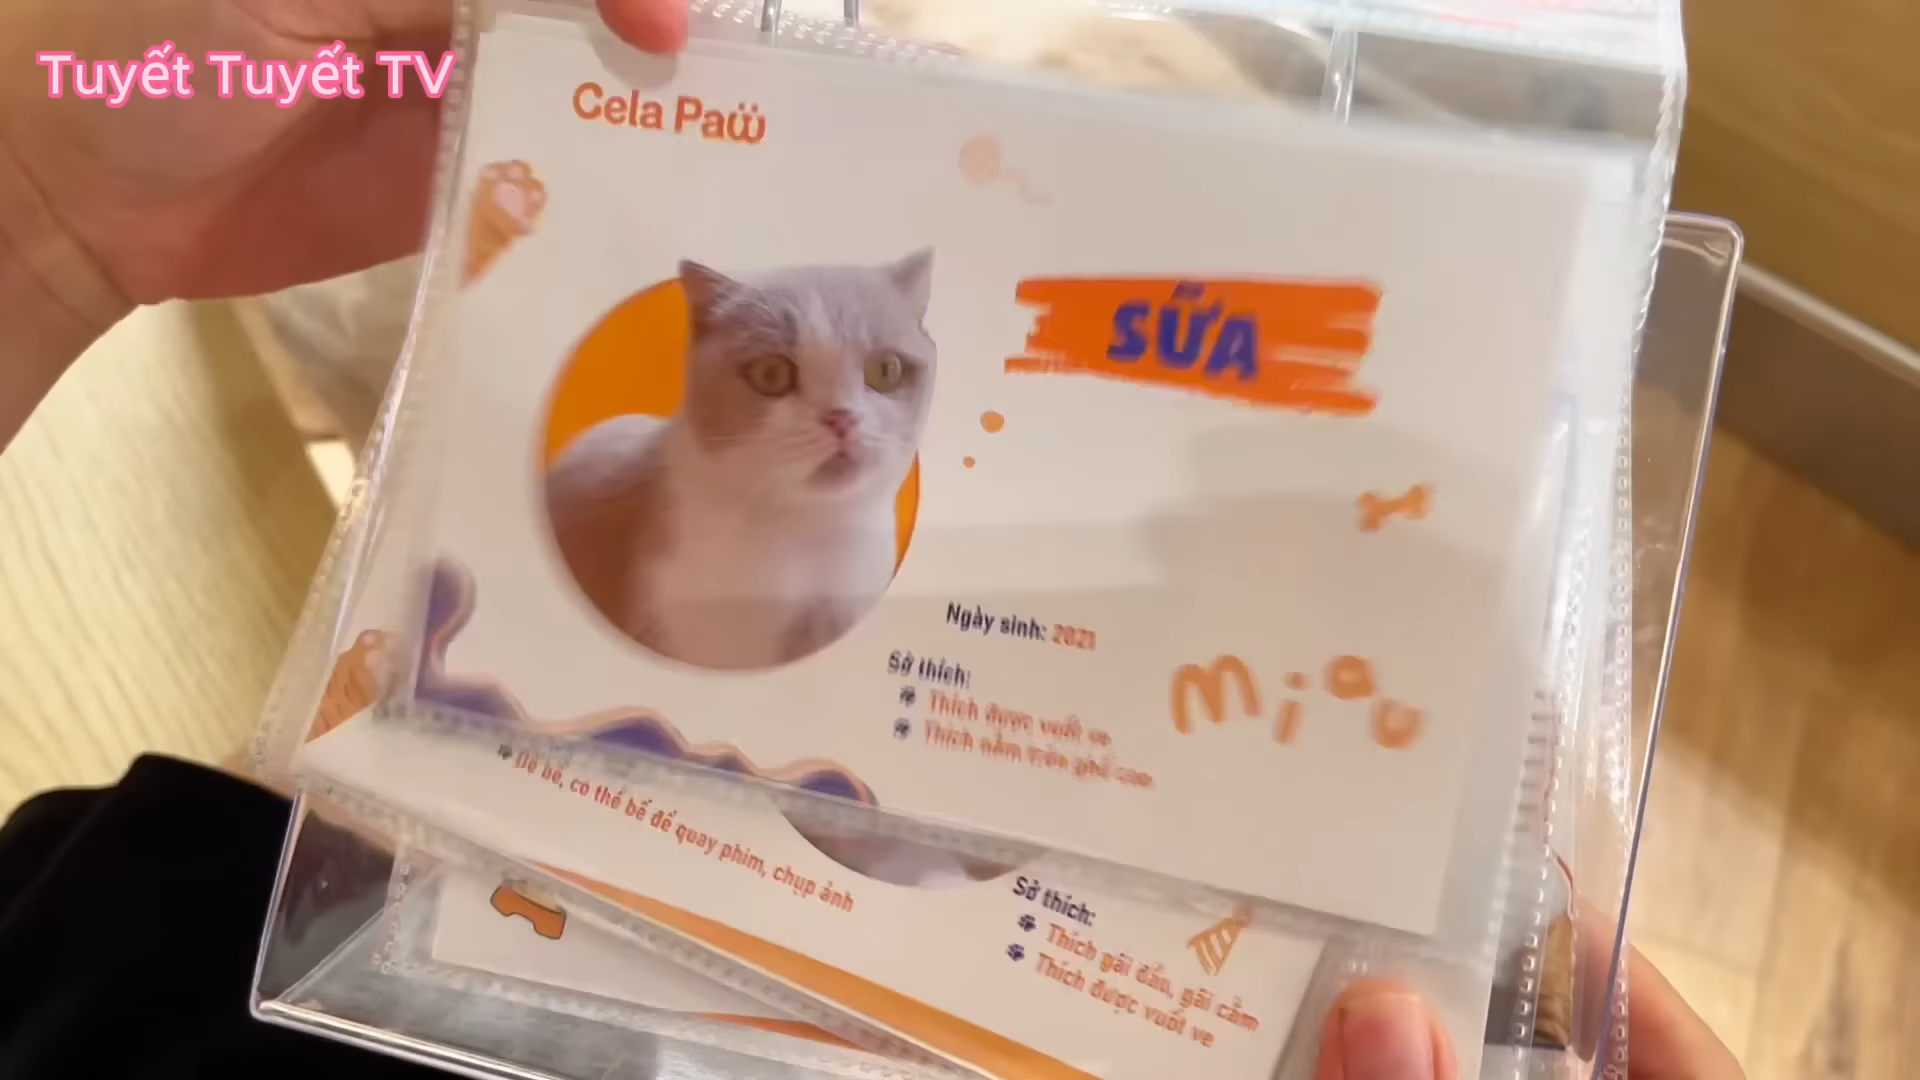 Tuyết Tuyết TV
Cela Paẅ
SỮA
Ngày sinh: 2021
Sở thích:
Thích được vuốt ve
Thích nằm trên ghế cao
miau
Dễ bế, có thể bế để quay phim, chụp ảnh
Sở thích:
Thích gãi đầu, gãi cằm
Thích được vuốt ve